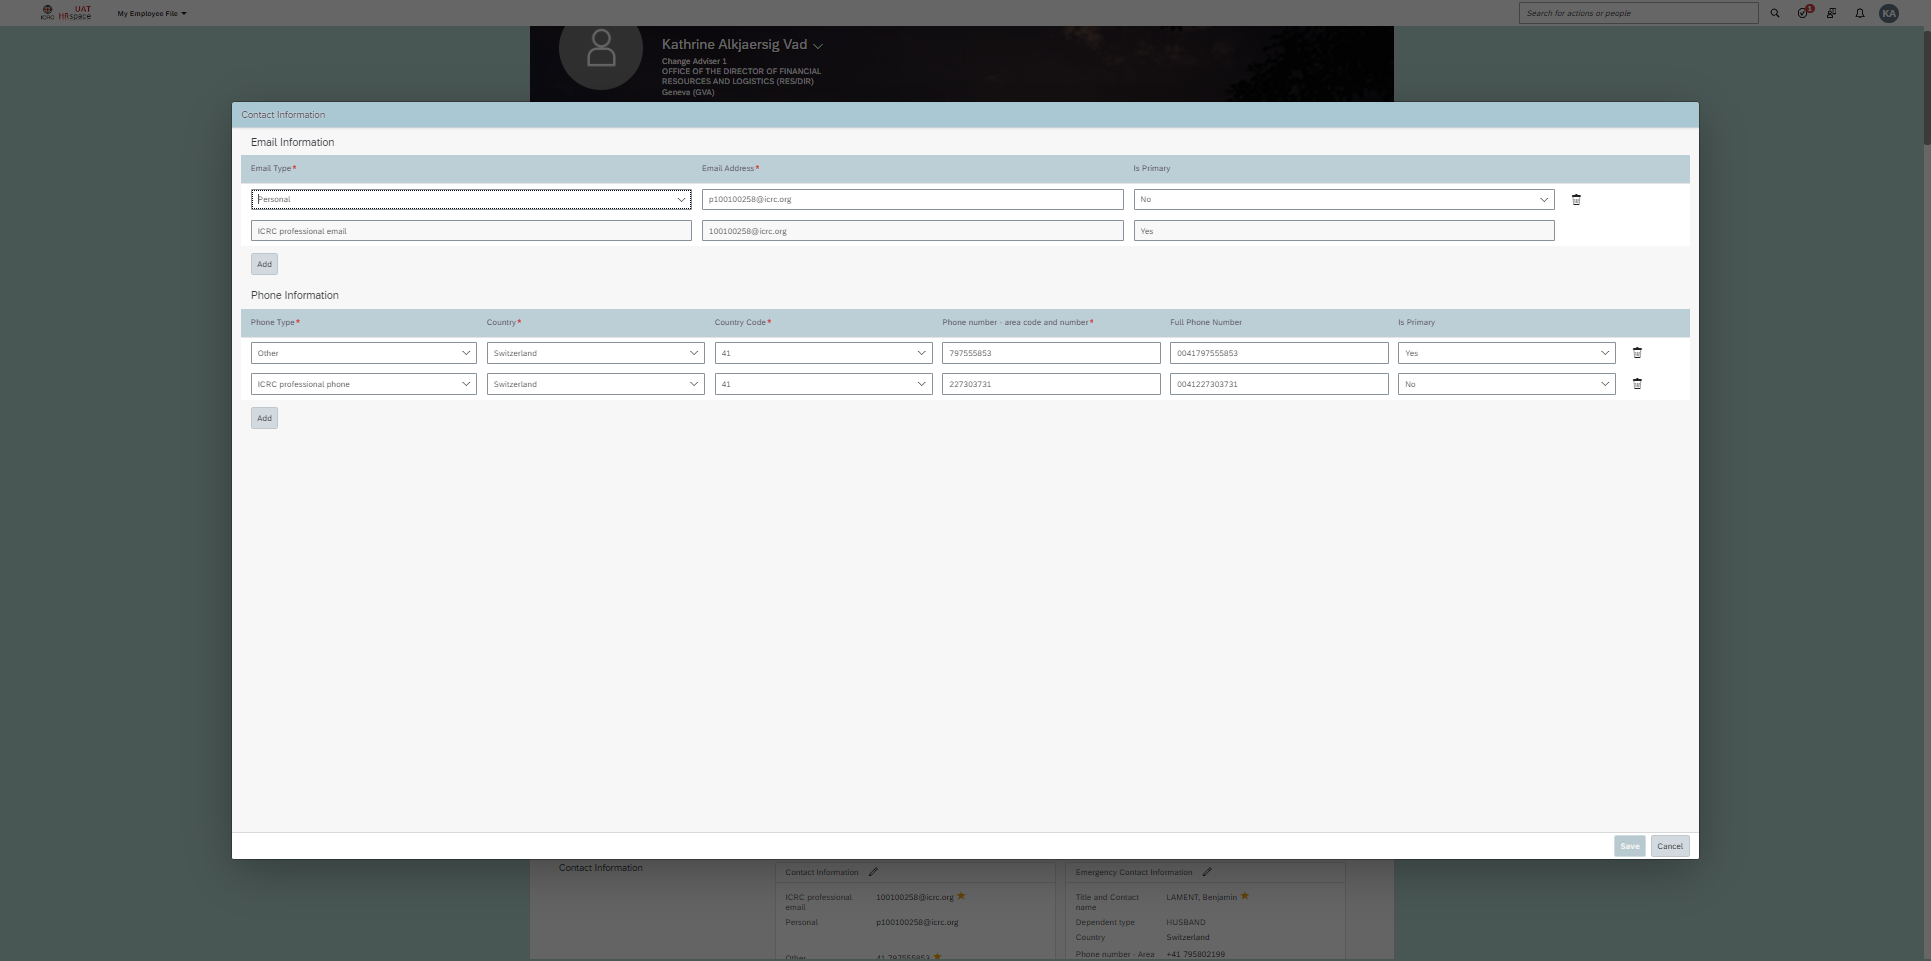 ICRC
UAT
HRspace
My Employee File
Search for actions or people
1
KA
Kathrine Alkjaersig Vad
Change Adviser 1
OFFICE OF THE DIRECTOR OF FINANCIAL
RESOURCES AND LOGISTICS (RES/DIR)
Geneva (GVA)
Contact Information
Email Information
Email Type* Email Address* Is Primary
Personal p100100258@icrc.org No
ICRC professional email 100100258@icrc.org Yes
Add
Phone Information
Phone Type* Country* Country Code* Phone number - area code and number* Full Phone Number Is Primary
Other Switzerland 41 797555853 0041797555853 Yes
ICRC professional phone Switzerland 41 227303731 0041227303731 No
Add
Save Cancel
Contact Information
Contact Information
ICRC professional
email
100100258@icrc.org
Personal p100100258@icrc.org
Other 41 797555853
Emergency Contact Information
Title and Contact
name
LAMENT, Benjamin
Dependent type HUSBAND
Country Switzerland
Phone number - Area +41 795802199